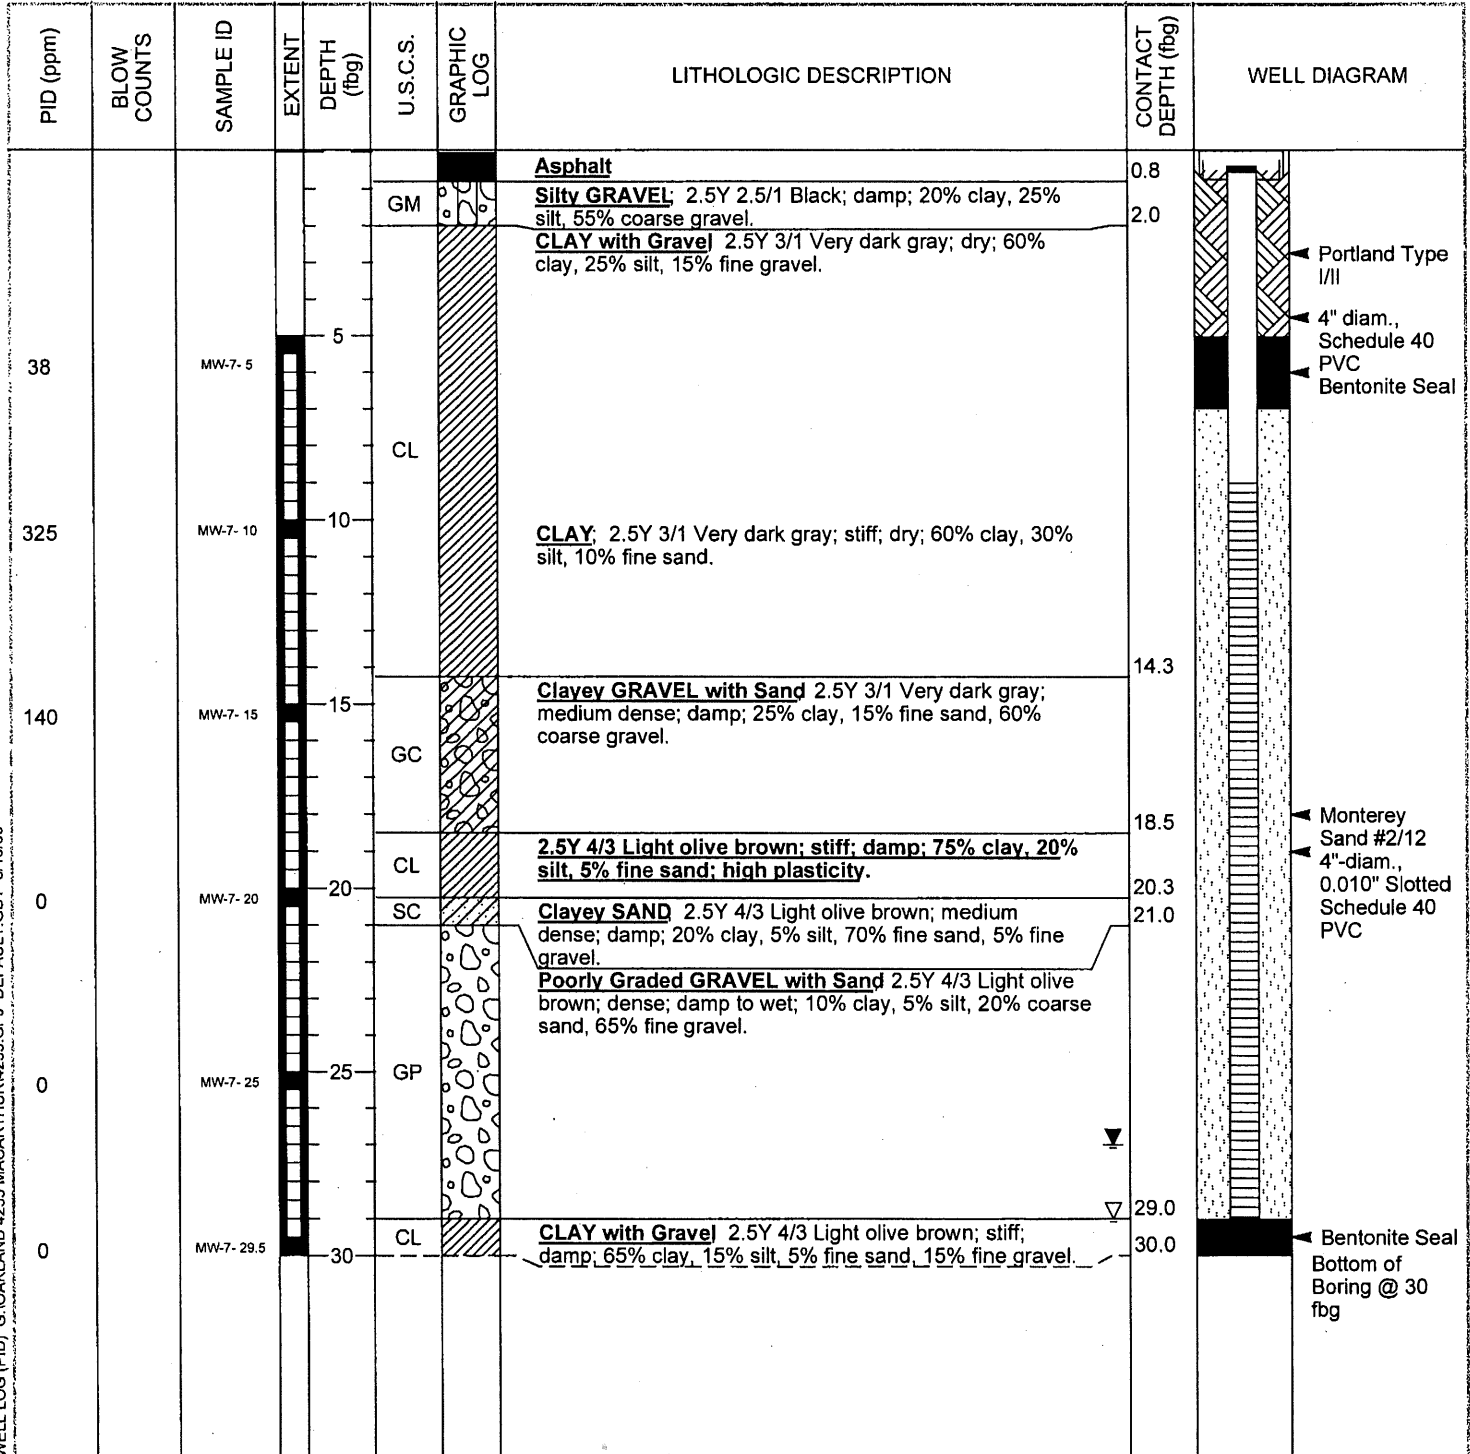 PID (ppm)
BLOW
COUNTS
SAMPLE ID
EXTENT
DEPTH
(fbg)
U.S.C.S.
GRAPHIC
LOG
LITHOLOGIC DESCRIPTION
CONTACT
DEPTH (fbg)
WELL DIAGRAM
Asphalt
0.8
GM
Silty GRAVEL; 2.5Y 2.5/1 Black; damp; 20% clay, 25%
silt, 55% coarse gravel.
2.0
CLAY with Gravel 2.5Y 3/1 Very dark gray; dry; 60%
clay, 25% silt, 15% fine gravel.
Portland Type
I/II
4" diam.,
Schedule 40
PVC
Bentonite Seal
5
38
MW-7- 5
CL
10
325
MW-7- 10
CLAY; 2.5Y 3/1 Very dark gray; stiff; dry; 60% clay, 30%
silt, 10% fine sand.
14.3
Clayey GRAVEL with Sand 2.5Y 3/1 Very dark gray;
medium dense; damp; 25% clay, 15% fine sand, 60%
coarse gravel.
15
140
MW-7- 15
GC
18.5
Monterey
Sand #2/12
4"-diam.,
0.010" Slotted
Schedule 40
PVC
2.5Y 4/3 Light olive brown; stiff; damp; 75% clay, 20%
silt, 5% fine sand; high plasticity.
CL
20
20.3
0
MW-7- 20
SC
Clayey SAND 2.5Y 4/3 Light olive brown; medium
dense; damp; 20% clay, 5% silt, 70% fine sand, 5% fine
gravel.
21.0
Poorly Graded GRAVEL with Sand 2.5Y 4/3 Light olive
brown; dense; damp to wet; 10% clay, 5% silt, 20% coarse
sand, 65% fine gravel.
25
0
MW-7- 25
GP
29.0
CL
CLAY with Gravel 2.5Y 4/3 Light olive brown; stiff;
damp; 65% clay, 15% silt, 5% fine sand, 15% fine gravel.
30.0
0
MW-7- 29.5
30
Bentonite Seal
Bottom of
Boring @ 30
fbg
WELL LOG (PID)